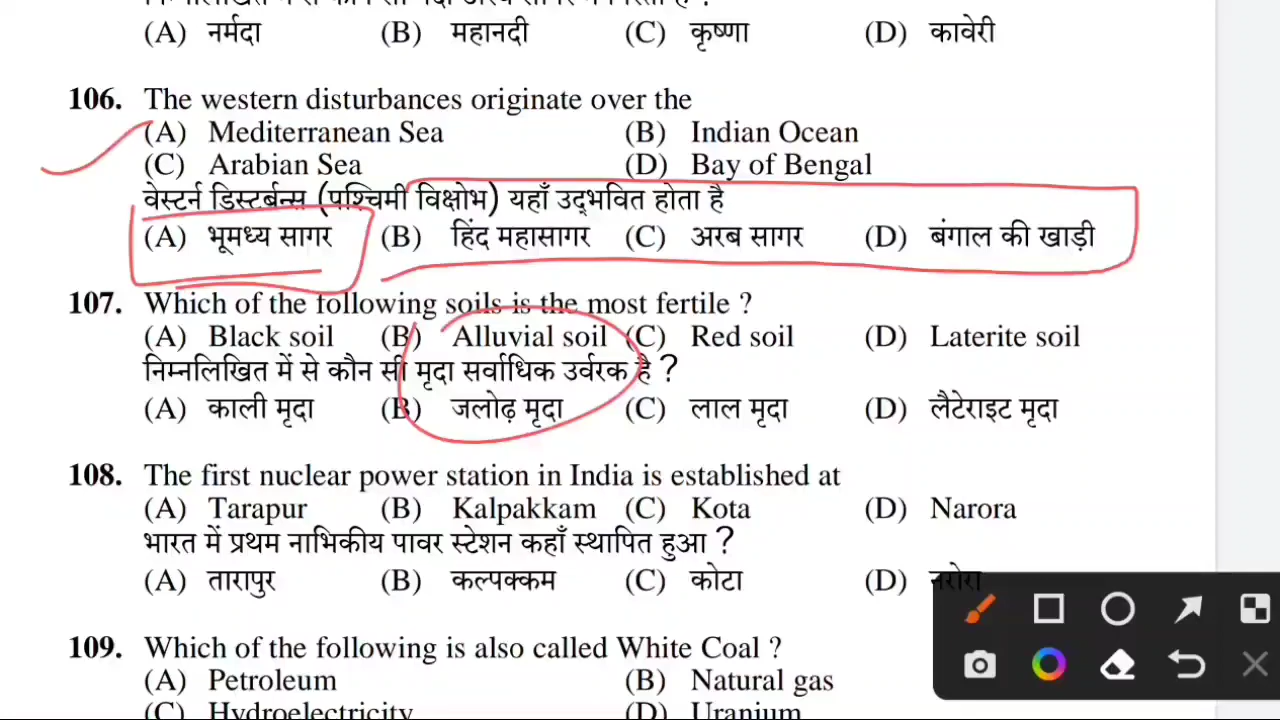 (A) नर्मदा (B) महानदी (C) कृष्णा (D) कावेरी
106. The western disturbances originate over the
(A) Mediterranean Sea (B) Indian Ocean
(C) Arabian Sea (D) Bay of Bengal
वेस्टर्न डिस्टर्बन्स (पश्चिमी विक्षोभ) यहाँ उद्भवित होता है
(A) भूमध्य सागर (B) हिंद महासागर (C) अरब सागर (D) बंगाल की खाड़ी
107. Which of the following soils is the most fertile ?
(A) Black soil (B) Alluvial soil (C) Red soil (D) Laterite soil
निम्नलिखित में से कौन सी मृदा सर्वाधिक उर्वरक है ?
(A) काली मृदा (B) जलोढ़ मृदा (C) लाल मृदा (D) लैटेराइट मृदा
108. The first nuclear power station in India is established at
(A) Tarapur (B) Kalpakkam (C) Kota (D) Narora
भारत में प्रथम नाभिकीय पावर स्टेशन कहाँ स्थापित हुआ ?
(A) तारापुर (B) कल्पक्कम (C) कोटा (D) नरोरा
109. Which of the following is also called White Coal ?
(A) Petroleum (B) Natural gas
(C) Hydroelectricity (D) Uranium